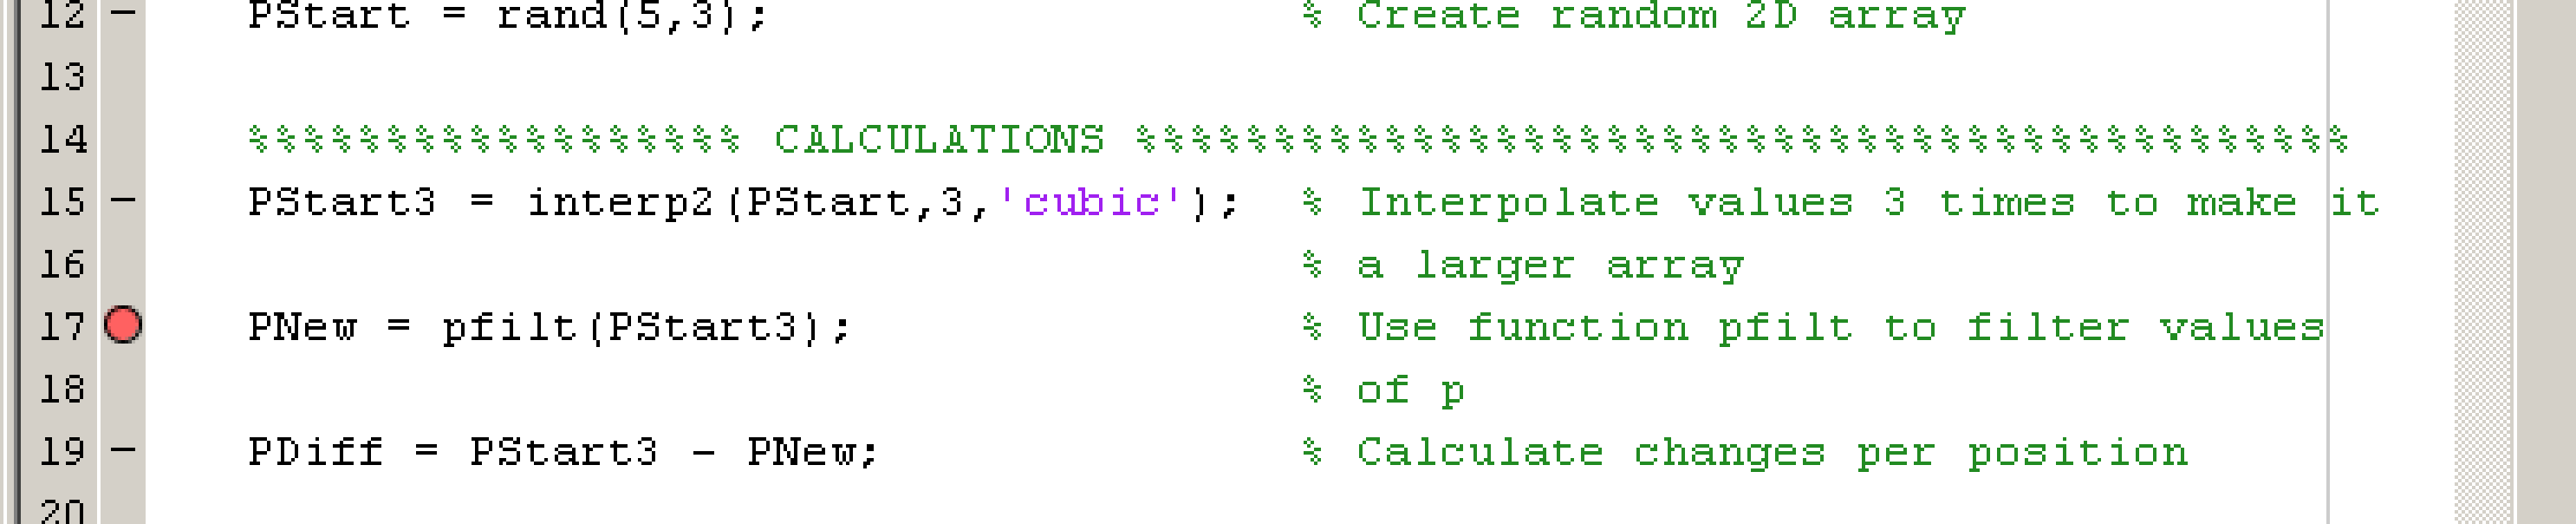 12 – PStart = rand(5,3); % Create random 2D array
13
14 %%%%%%%%%%%%%%%%%% CALCULATIONS %%%%%%%%%%%%%%%%%%%%%%%%%%%%%%%%%%%%%%%%%%%%
15 – PStart3 = interp2(PStart,3,'cubic'); % Interpolate values 3 times to make it
16 % a larger array
17 PNew = pfilt(PStart3); % Use function pfilt to filter values
18 % of p
19 – PDiff = PStart3 - PNew; % Calculate changes per position
20